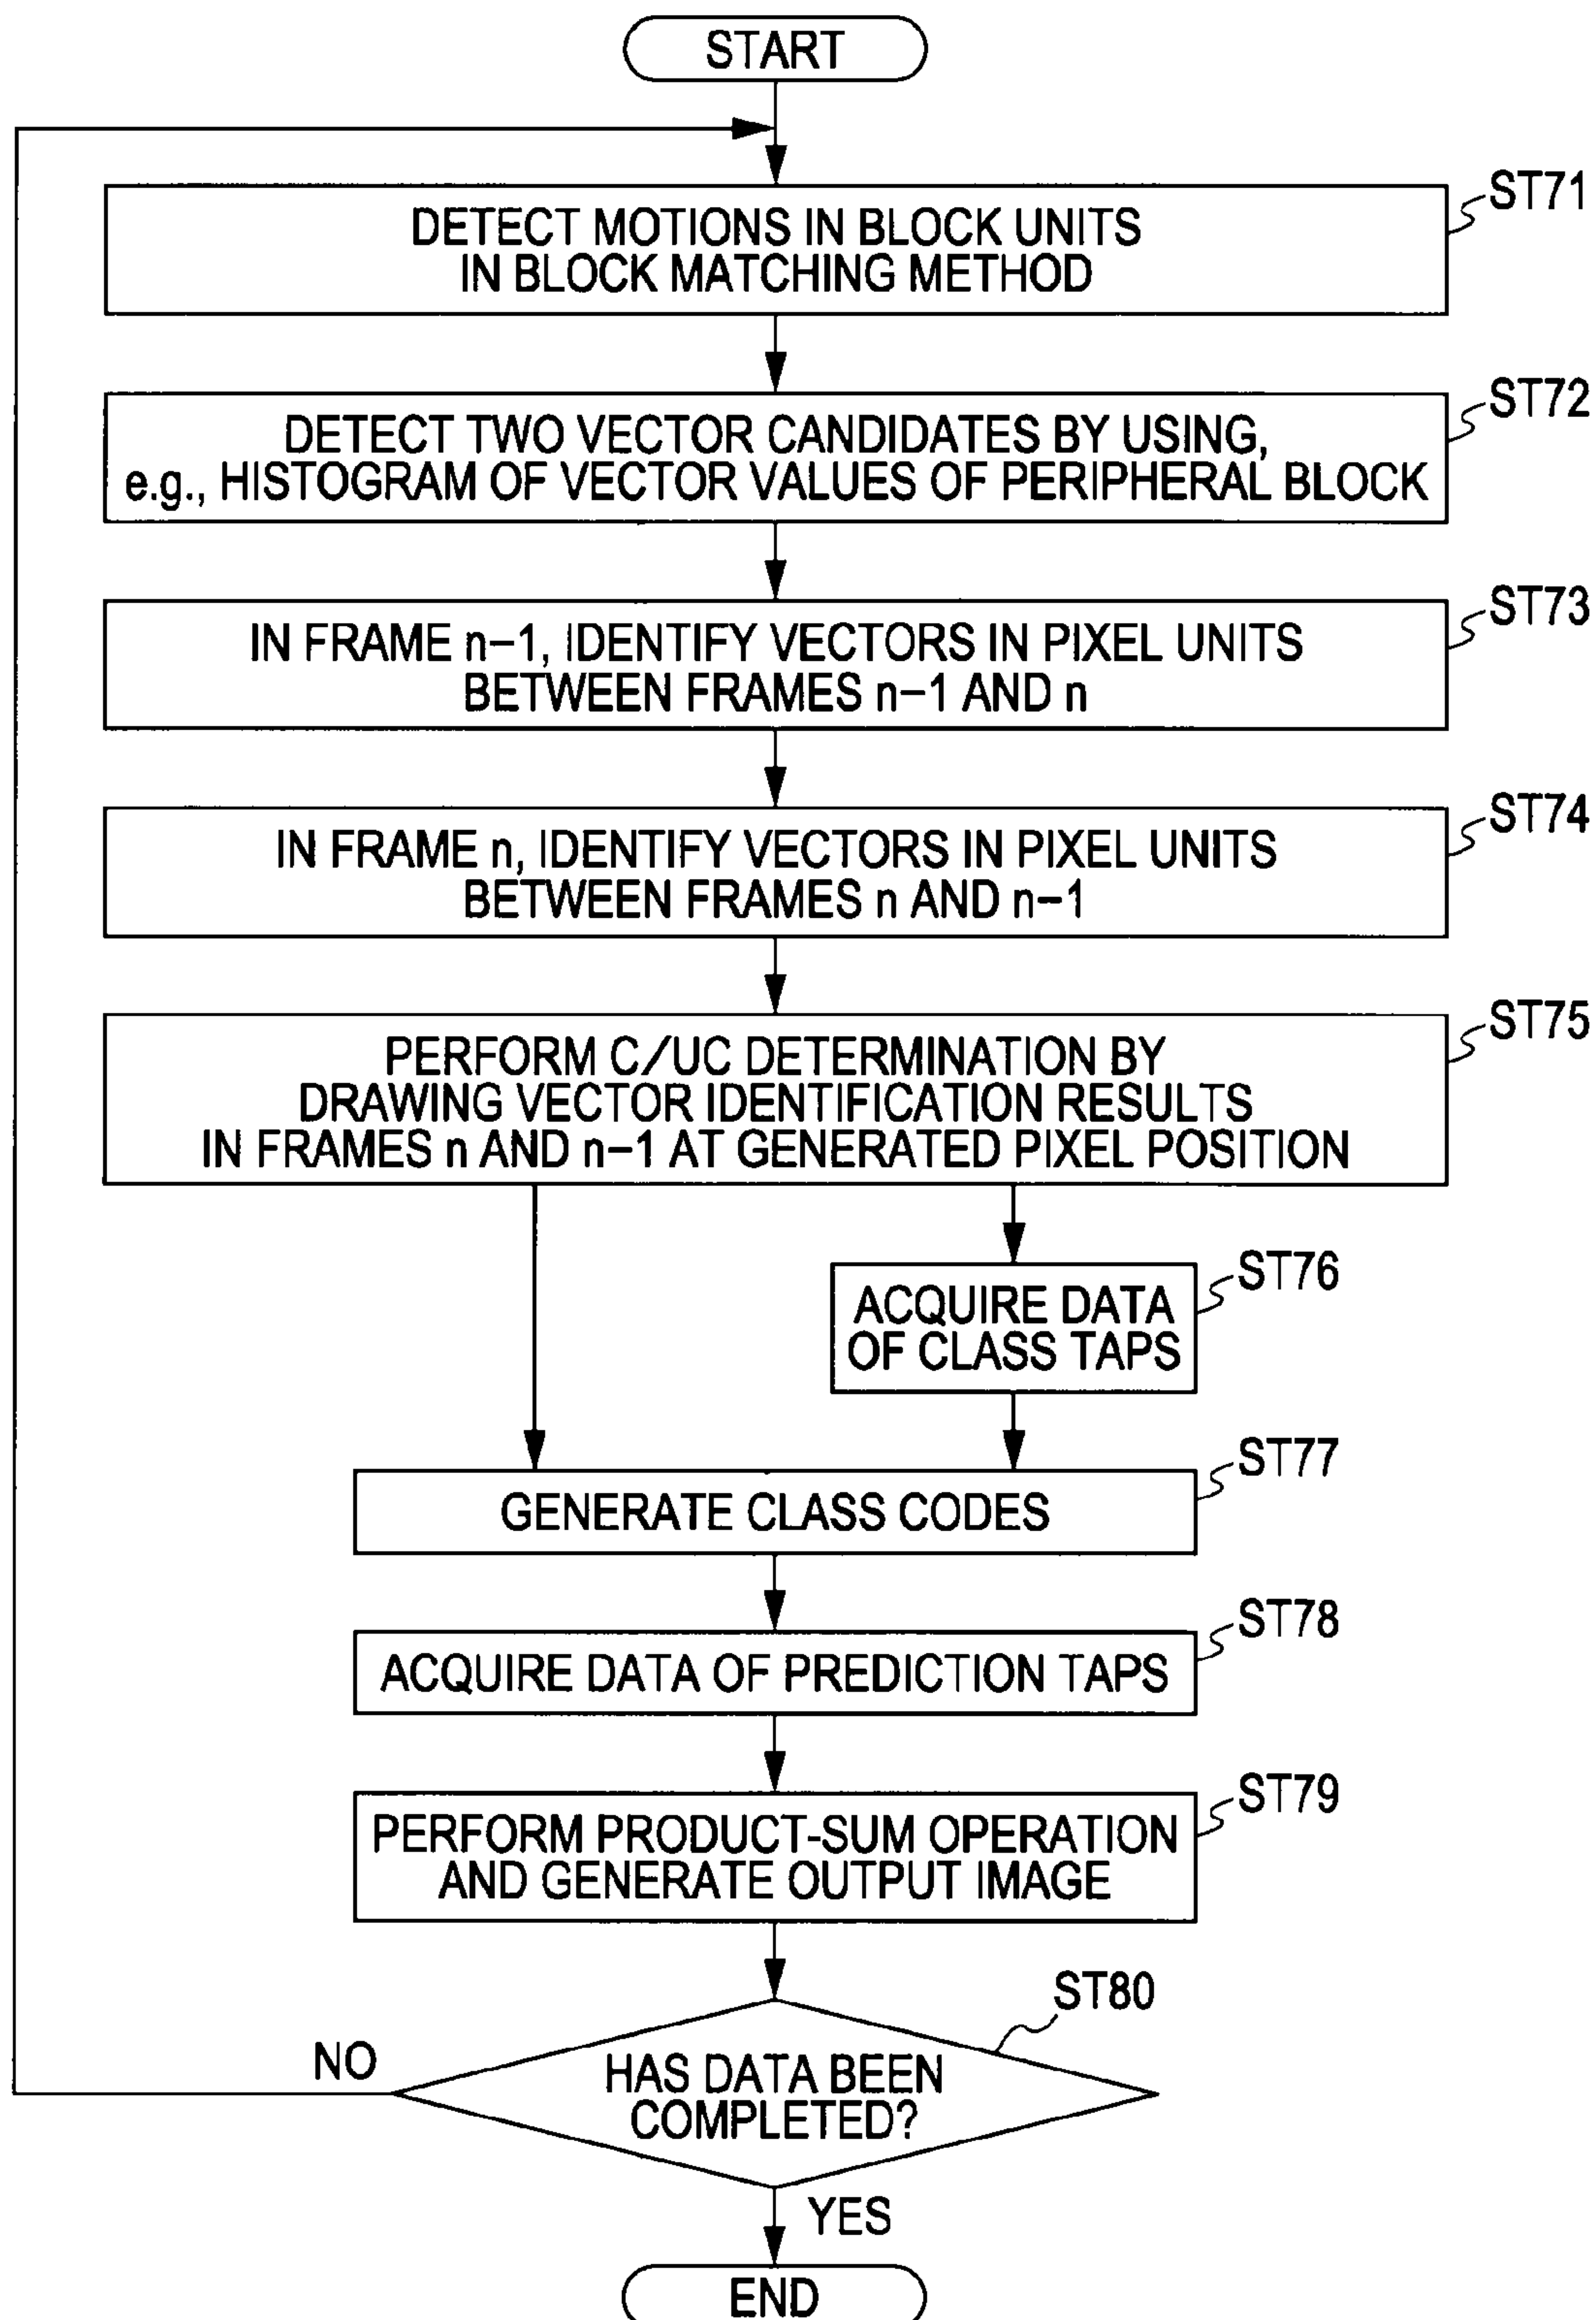 START
ST71
DETECT MOTIONS IN BLOCK UNITS
IN BLOCK MATCHING METHOD
ST72
DETECT TWO VECTOR CANDIDATES BY USING,
e.g., HISTOGRAM OF VECTOR VALUES OF PERIPHERAL BLOCK
ST73
IN FRAME n−1, IDENTIFY VECTORS IN PIXEL UNITS
BETWEEN FRAMES n−1 AND n
ST74
IN FRAME n, IDENTIFY VECTORS IN PIXEL UNITS
BETWEEN FRAMES n AND n−1
ST75
PERFORM C/UC DETERMINATION BY
DRAWING VECTOR IDENTIFICATION RESULTS
IN FRAMES n AND n−1 AT GENERATED PIXEL POSITION
ST76
ACQUIRE DATA
OF CLASS TAPS
ST77
GENERATE CLASS CODES
ST78
ACQUIRE DATA OF PREDICTION TAPS
ST79
PERFORM PRODUCT-SUM OPERATION
AND GENERATE OUTPUT IMAGE
ST80
NO
HAS DATA BEEN
COMPLETED?
YES
END